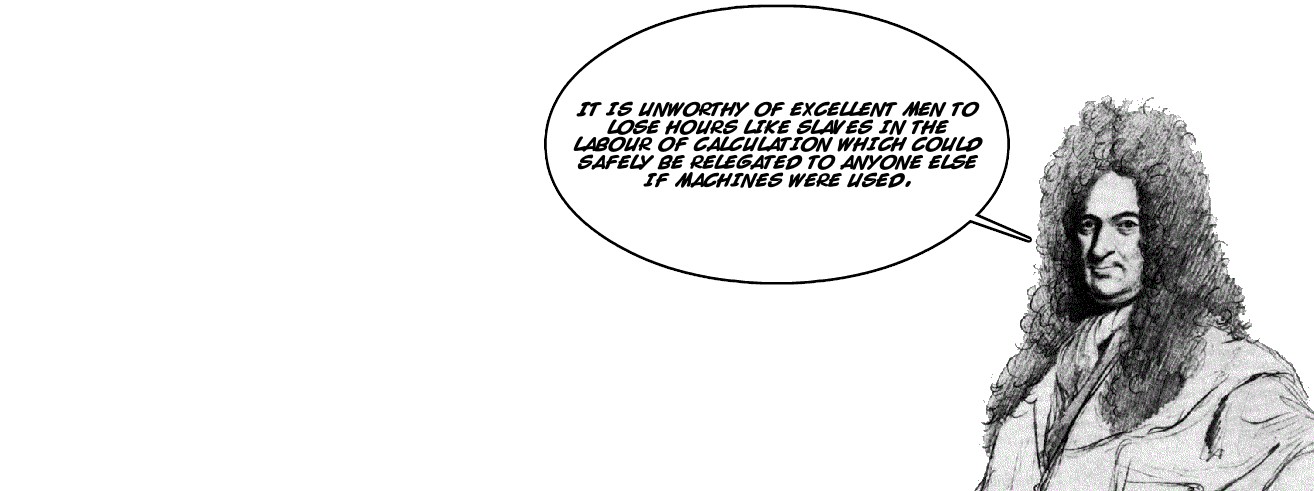 IT IS UNWORTHY OF EXCELLENT MEN TO
LOSE HOURS LIKE SLAVES IN THE
LABOUR OF CALCULATION WHICH COULD
SAFELY BE RELEGATED TO ANYONE ELSE
IF MACHINES WERE USED.